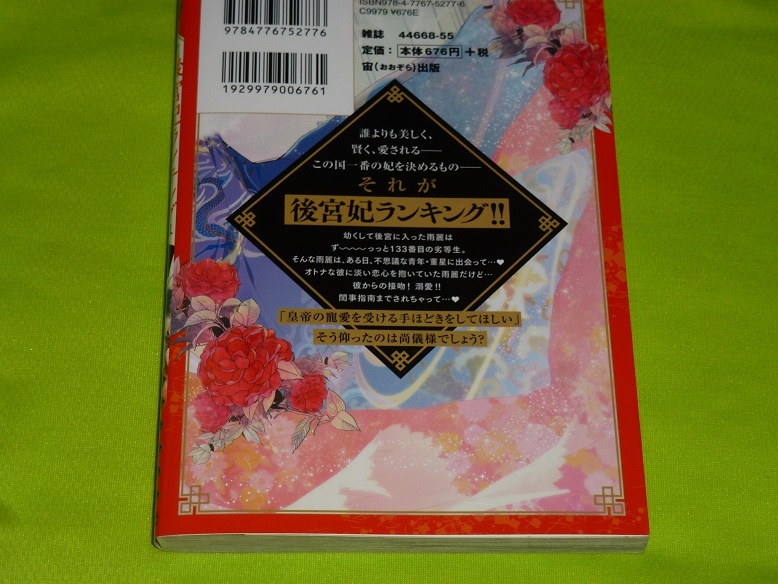 ISBN978-4-7767-5277-6
C9979 ¥676E
9784776752776
1929979006761
雑誌 44668-55
定価：本体676円＋税
宙（おおぞら）出版
誰よりも美しく、
賢く、愛される——
この国一番の妃を決めるもの——
それが
後宮妃ランキング!!
幼くして後宮に入った雨麗は
ず〜〜〜〜っっと133番目の劣等生。
そんな雨麗は、ある日、不思議な青年・董星に出会って…♥
オトナな彼に淡い恋心を抱いていた雨麗だけど…
彼からの接吻！溺愛!!
閨事指南までされちゃって…♥
「皇帝の寵愛を受ける手ほどきをしてほしい」
そう仰ったのは尚儀様でしょう？